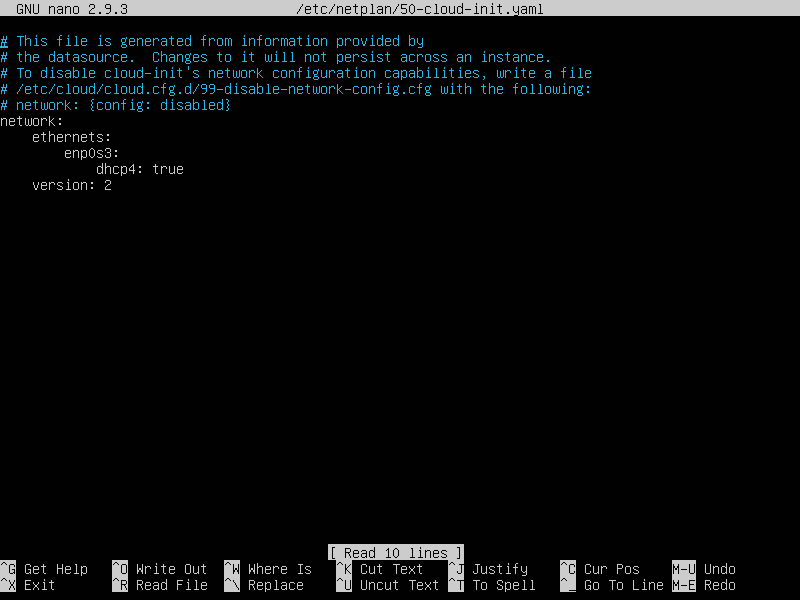 GNU nano 2.9.3 /etc/netplan/50-cloud-init.yaml
# This file is generated from information provided by
# the datasource.  Changes to it will not persist across an instance.
# To disable cloud-init's network configuration capabilities, write a file
# /etc/cloud/cloud.cfg.d/99-disable-network-config.cfg with the following:
# network: {config: disabled}
network:
    ethernets:
        enp0s3:
            dhcp4: true
    version: 2
[ Read 10 lines ]
^G Get Help ^O Write Out ^W Where Is ^K Cut Text ^J Justify ^C Cur Pos M-U Undo
^X Exit ^R Read File ^\ Replace ^U Uncut Text ^T To Spell ^_ Go To Line M-E Redo